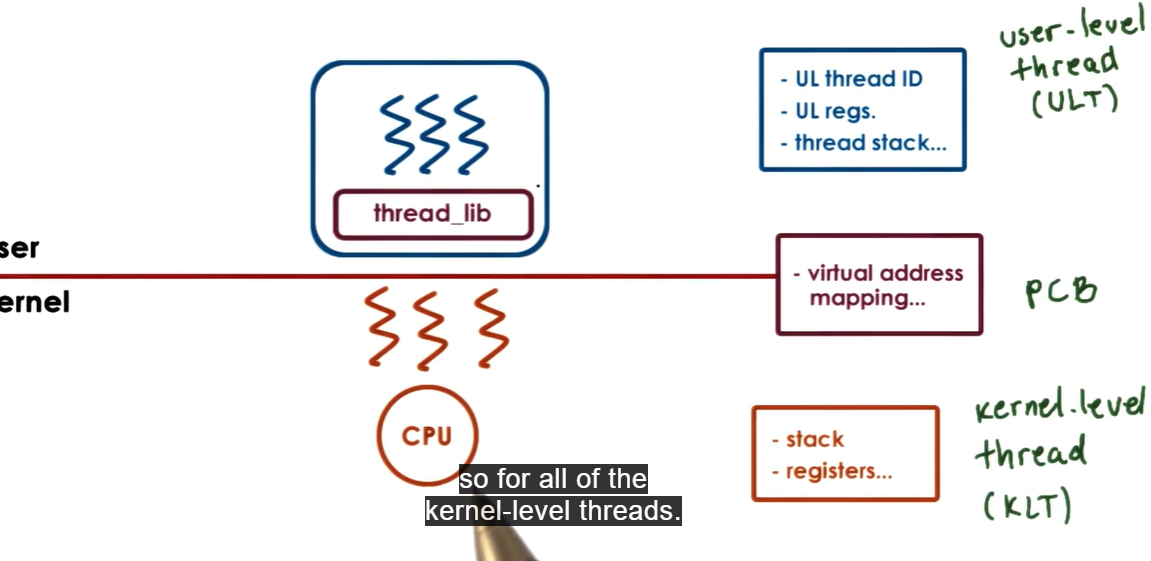 user-level
thread
(ULT)
- UL thread ID
- UL regs.
- thread stack...
thread_lib
ser
ernel
- virtual address
mapping...
PCB
CPU
- stack
- registers...
kernel-level
thread
(KLT)
so for all of the
kernel-level threads.